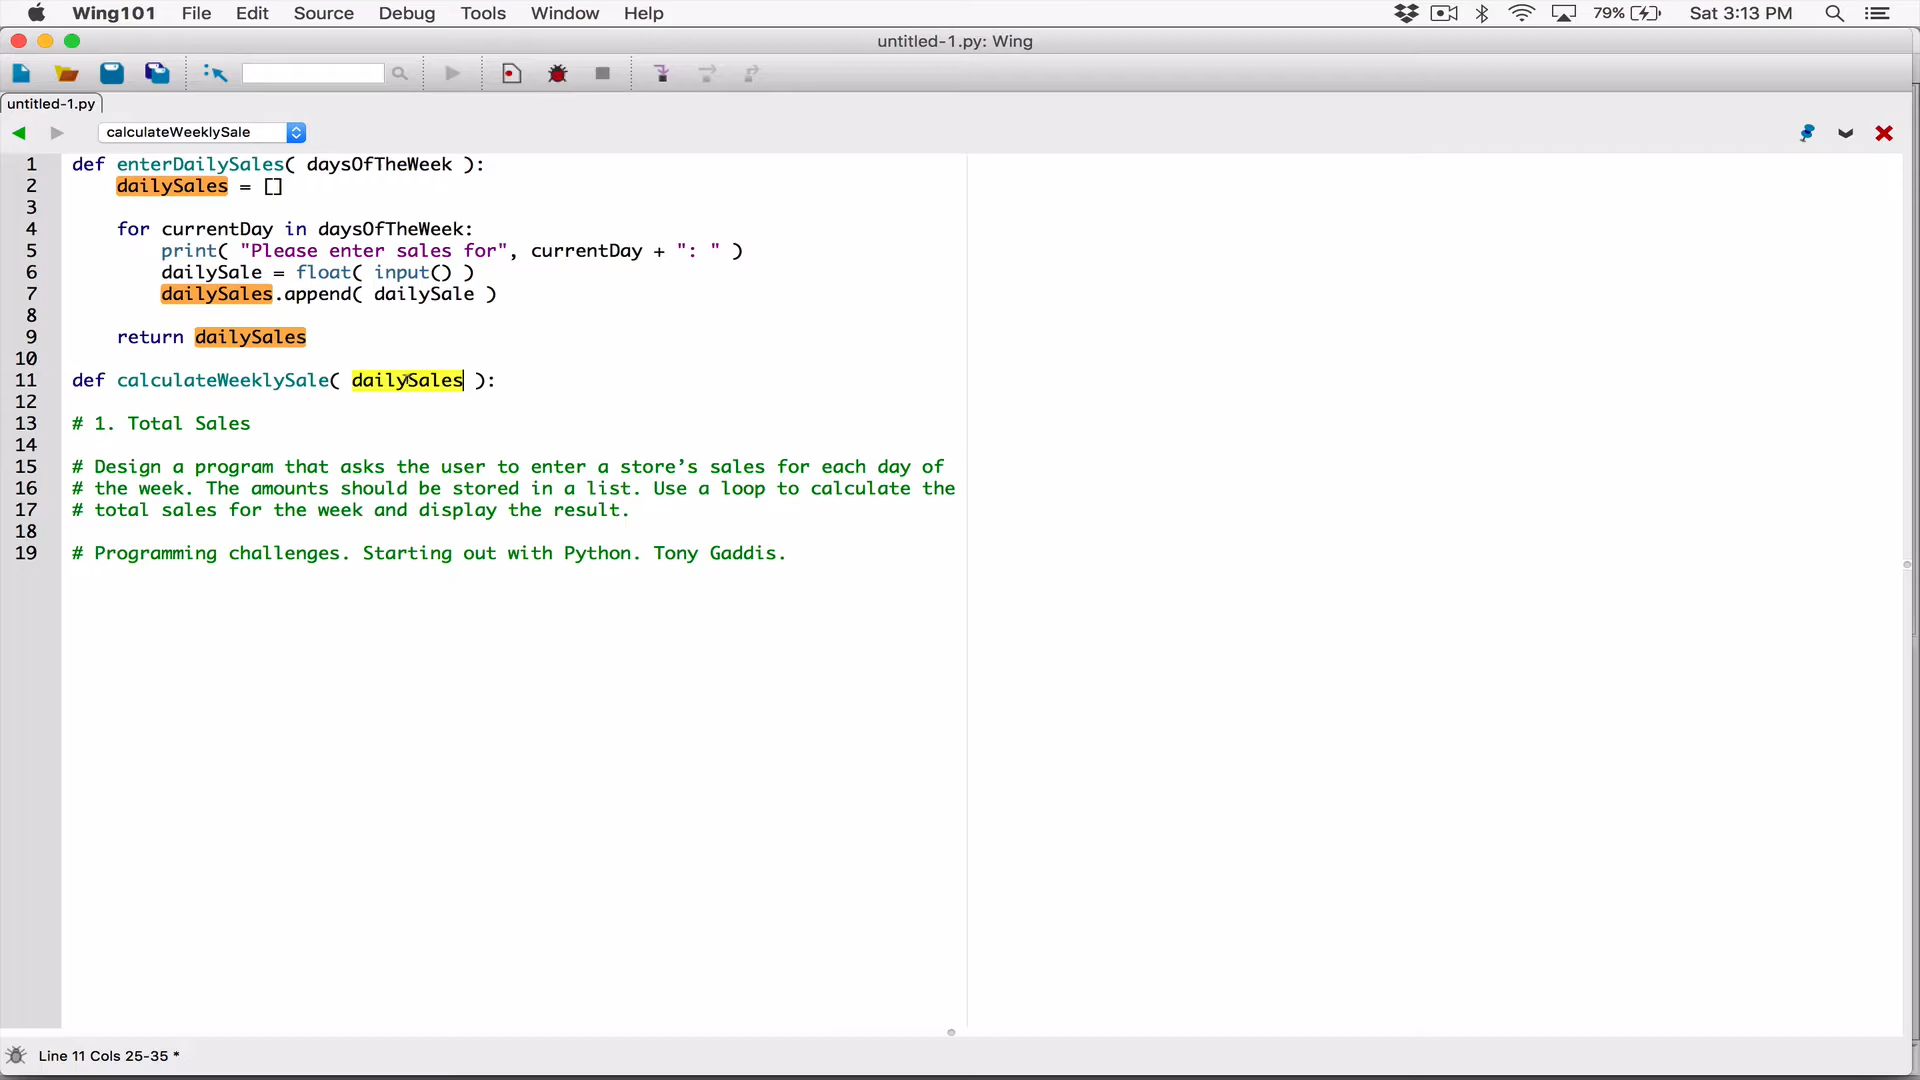 Wing101 File Edit Source Debug Tools Window Help 79% Sat 3:13 PM
untitled-1.py: Wing
untitled-1.py
calculateWeeklySale
1 def enterDailySales( daysOfTheWeek ):
2 dailySales = []
3
4 for currentDay in daysOfTheWeek:
5 print( "Please enter sales for", currentDay + ": " )
6 dailySale = float( input() )
7 dailySales.append( dailySale )
8
9 return dailySales
10
11 def calculateWeeklySale( dailySales ):
12
13 # 1. Total Sales
14
15 # Design a program that asks the user to enter a store’s sales for each day of
16 # the week. The amounts should be stored in a list. Use a loop to calculate the
17 # total sales for the week and display the result.
18
19 # Programming challenges. Starting out with Python. Tony Gaddis.
Line 11 Cols 25-35 *